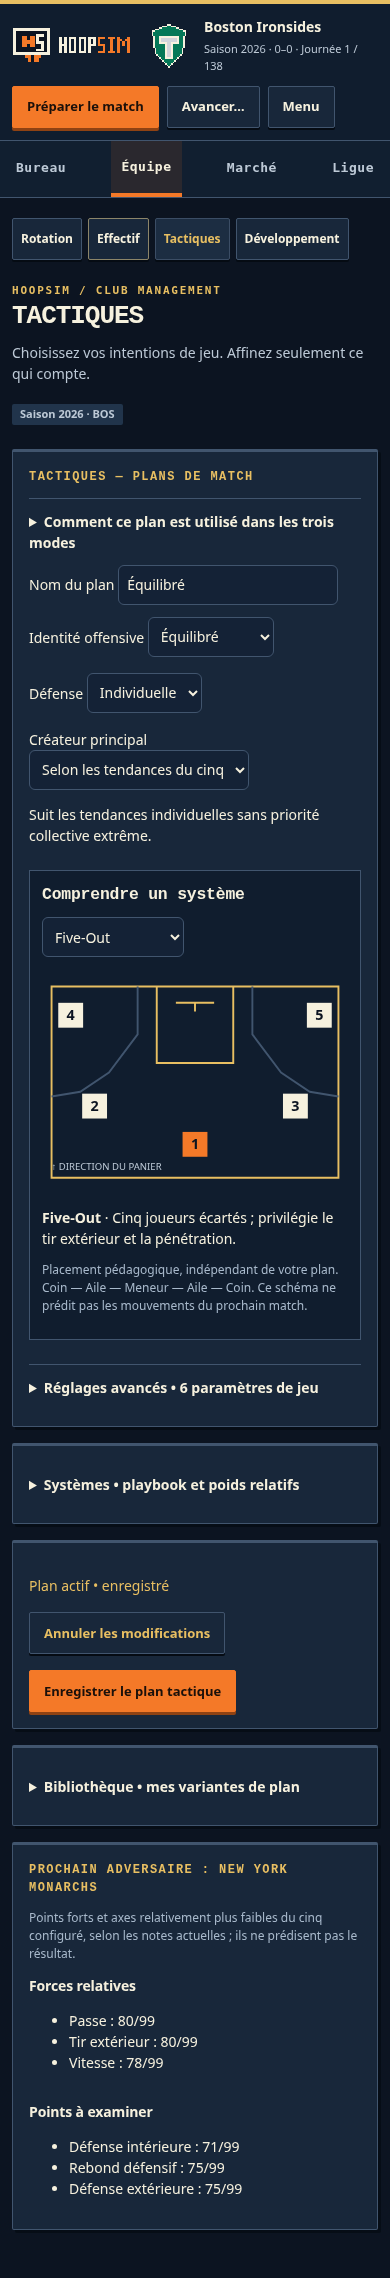 HS HOOPSIM
Boston Ironsides
Saison 2026 · 0–0 · Journée 1 /
138
Préparer le match
Avancer…
Menu
Bureau
Équipe
Marché
Ligue
Rotation
Effectif
Tactiques
Développement
HOOPSIM / CLUB MANAGEMENT
TACTIQUES
Choisissez vos intentions de jeu. Affinez seulement ce
qui compte.
Saison 2026 · BOS
TACTIQUES — PLANS DE MATCH
▶ Comment ce plan est utilisé dans les trois
modes
Nom du plan Équilibré
Identité offensive Équilibré
Défense Individuelle
Créateur principal
Selon les tendances du cinq
Suit les tendances individuelles sans priorité
collective extrême.
Comprendre un système
Five-Out
4
5
2
3
1
↑ DIRECTION DU PANIER
Five-Out · Cinq joueurs écartés ; privilégie le
tir extérieur et la pénétration.
Placement pédagogique, indépendant de votre plan.
Coin — Aile — Meneur — Aile — Coin. Ce schéma ne
prédit pas les mouvements du prochain match.
▶ Réglages avancés • 6 paramètres de jeu
▶ Systèmes • playbook et poids relatifs
Plan actif • enregistré
Annuler les modifications
Enregistrer le plan tactique
▶ Bibliothèque • mes variantes de plan
PROCHAIN ADVERSAIRE : NEW YORK
MONARCHS
Points forts et axes relativement plus faibles du cinq
configuré, selon les notes actuelles ; ils ne prédisent pas le
résultat.
Forces relatives
• Passe : 80/99
• Tir extérieur : 80/99
• Vitesse : 78/99
Points à examiner
• Défense intérieure : 71/99
• Rebond défensif : 75/99
• Défense extérieure : 75/99